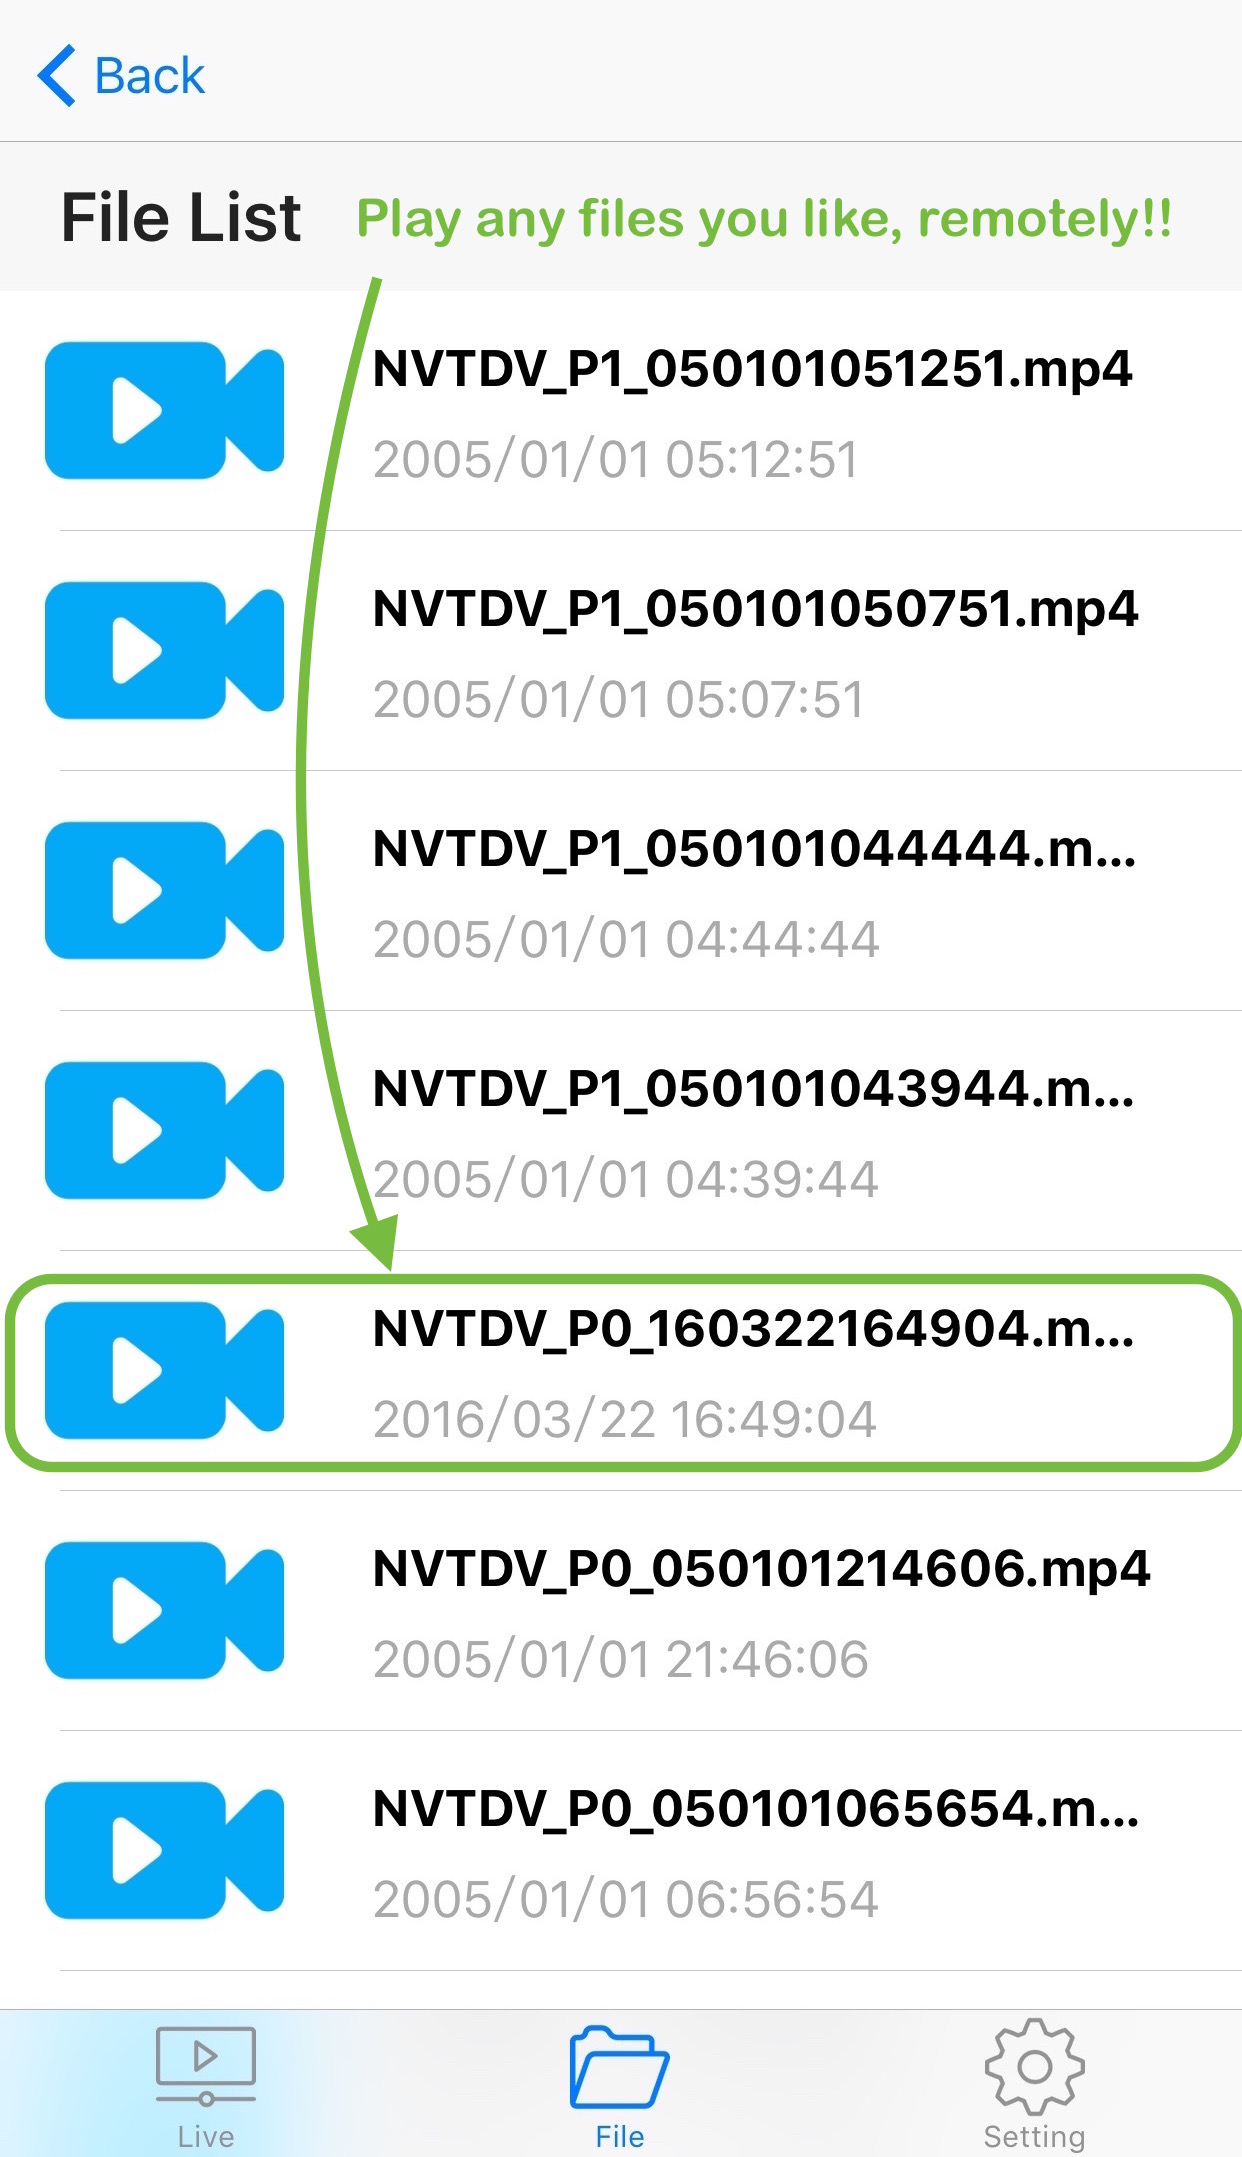 Back
File List Play any files you like, remotely!!
NVTDV_P1_050101051251.mp4
2005/01/01 05:12:51
NVTDV_P1_050101050751.mp4
2005/01/01 05:07:51
NVTDV_P1_050101044444.m...
2005/01/01 04:44:44
NVTDV_P1_050101043944.m...
2005/01/01 04:39:44
NVTDV_P0_160322164904.m...
2016/03/22 16:49:04
NVTDV_P0_050101214606.mp4
2005/01/01 21:46:06
NVTDV_P0_050101065654.m...
2005/01/01 06:56:54
Live File Setting